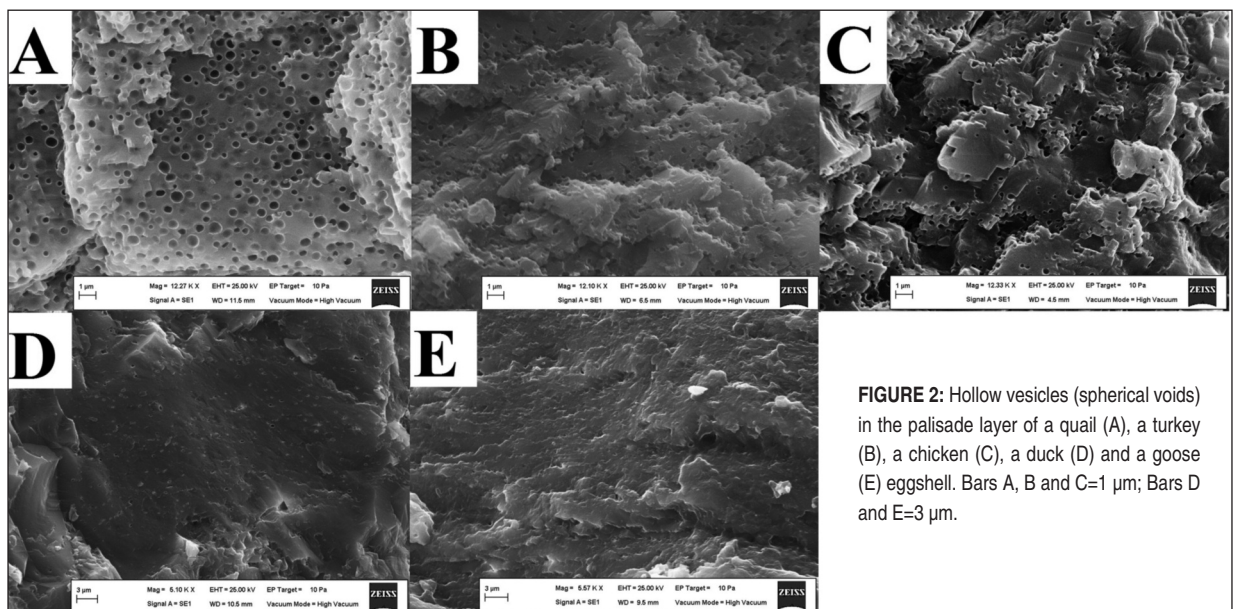 A
1 µm
Mag = 12.27 K X EHT = 25.00 kV EP Target = 10 Pa
Signal A = SE1 WD = 11.5 mm Vacuum Mode = High Vacuum
ZEISS
B
1 µm
Mag = 12.10 K X EHT = 25.00 kV EP Target = 10 Pa
Signal A = SE1 WD = 6.5 mm Vacuum Mode = High Vacuum
ZEISS
C
1 µm
Mag = 12.33 K X EHT = 25.00 kV EP Target = 10 Pa
Signal A = SE1 WD = 4.5 mm Vacuum Mode = High Vacuum
ZEISS
D
3 µm
Mag = 5.10 K X EHT = 25.00 kV EP Target = 10 Pa
Signal A = SE1 WD = 10.5 mm Vacuum Mode = High Vacuum
ZEISS
E
3 µm
Mag = 5.57 K X EHT = 25.00 kV EP Target = 10 Pa
Signal A = SE1 WD = 9.5 mm Vacuum Mode = High Vacuum
ZEISS
FIGURE 2: Hollow vesicles (spherical voids)
in the palisade layer of a quail (A), a turkey
(B), a chicken (C), a duck (D) and a goose
(E) eggshell. Bars A, B and C=1 µm; Bars D
and E=3 µm.